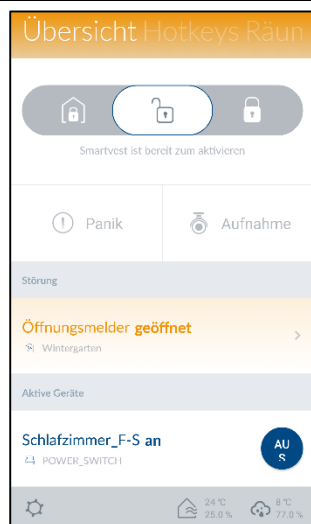 Übersicht Hotkeys Räun
Smartvest ist bereit zum aktivieren
Panik
Aufnahme
Störung
Öffnungsmelder geöffnet
Wintergarten
Aktive Geräte
Schlafzimmer_F-S an
AU
S
POWER_SWITCH
24 °C
25.0 %
8 °C
77.0 %